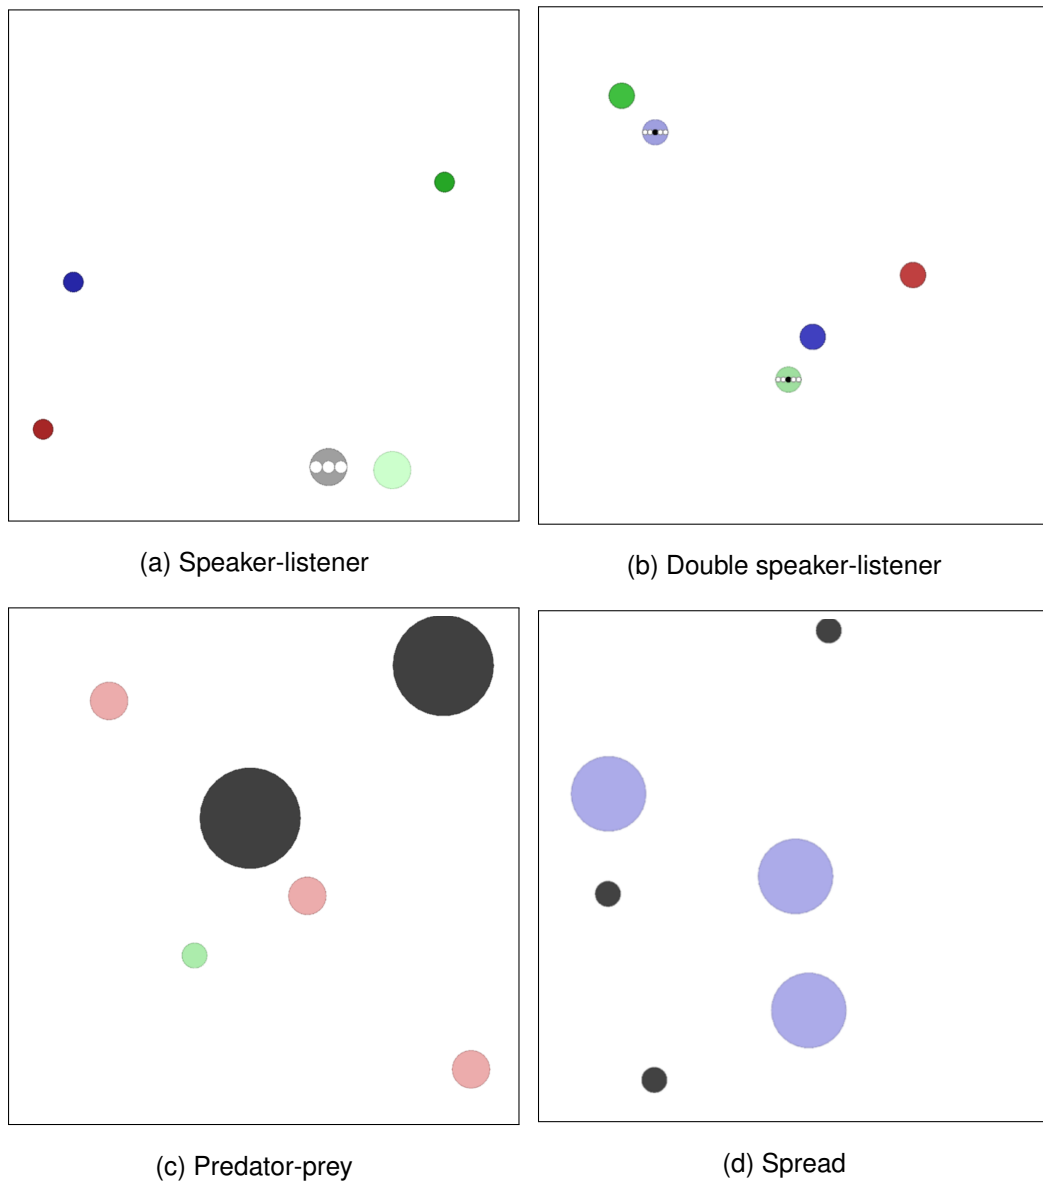 (a) Speaker-listener
(b) Double speaker-listener
(c) Predator-prey
(d) Spread